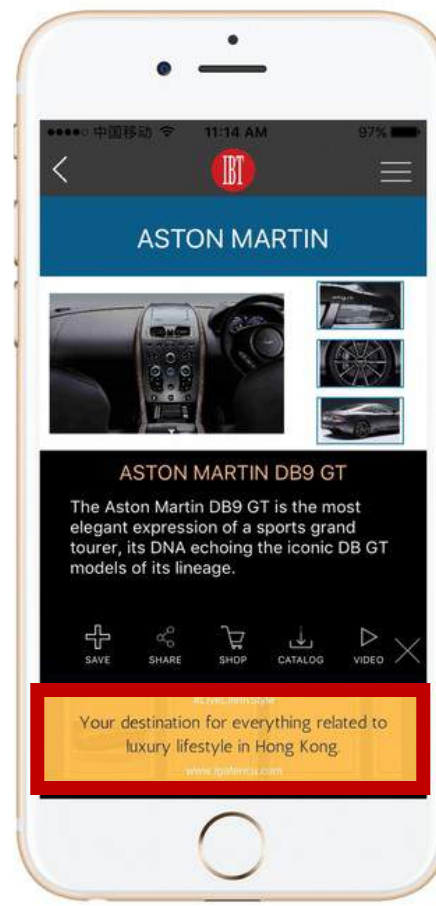 中国移动 11:14 AM 97%
IBT
ASTON MARTIN
ASTON MARTIN DB9 GT
The Aston Martin DB9 GT is the most
elegant expression of a sports grand
tourer, its DNA echoing the iconic DB GT
models of its lineage.
SAVE SHARE SHOP CATALOG VIDEO
#LiveLifeInStyle
Your destination for everything related to
luxury lifestyle in Hong Kong.